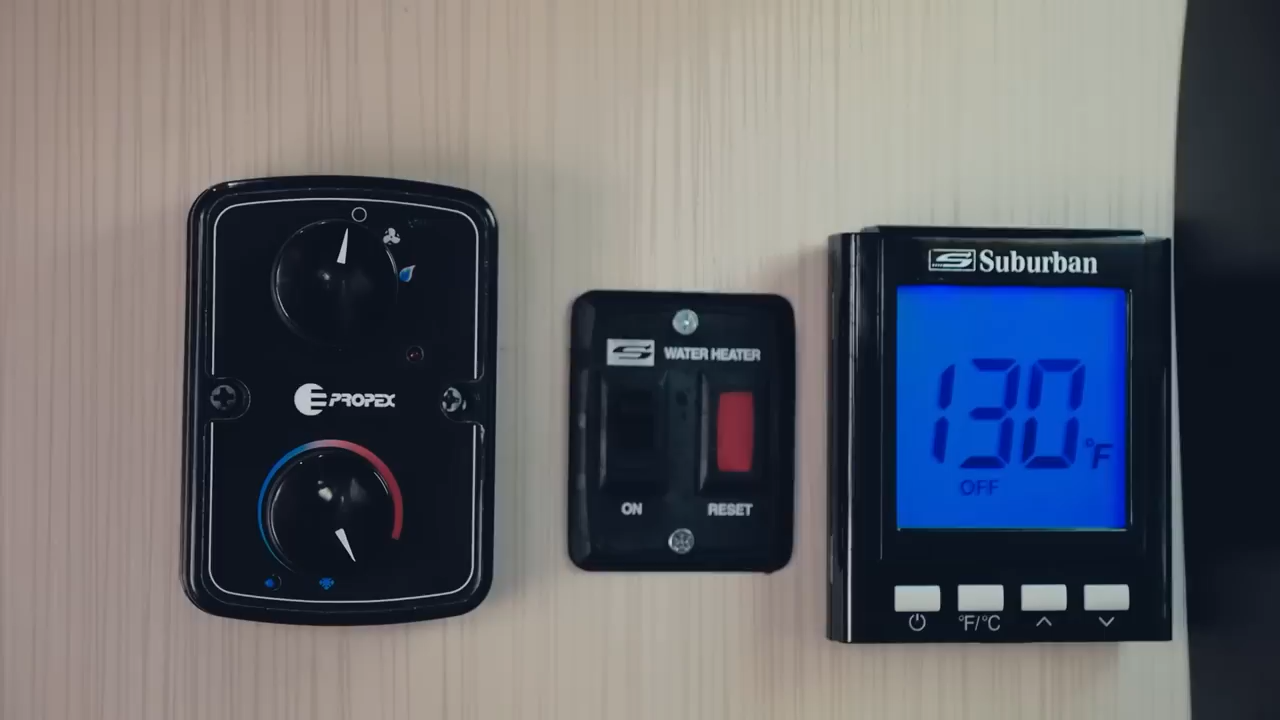 PROPEX
WATER HEATER
ON
RESET
Suburban
130°F
OFF
°F/°C